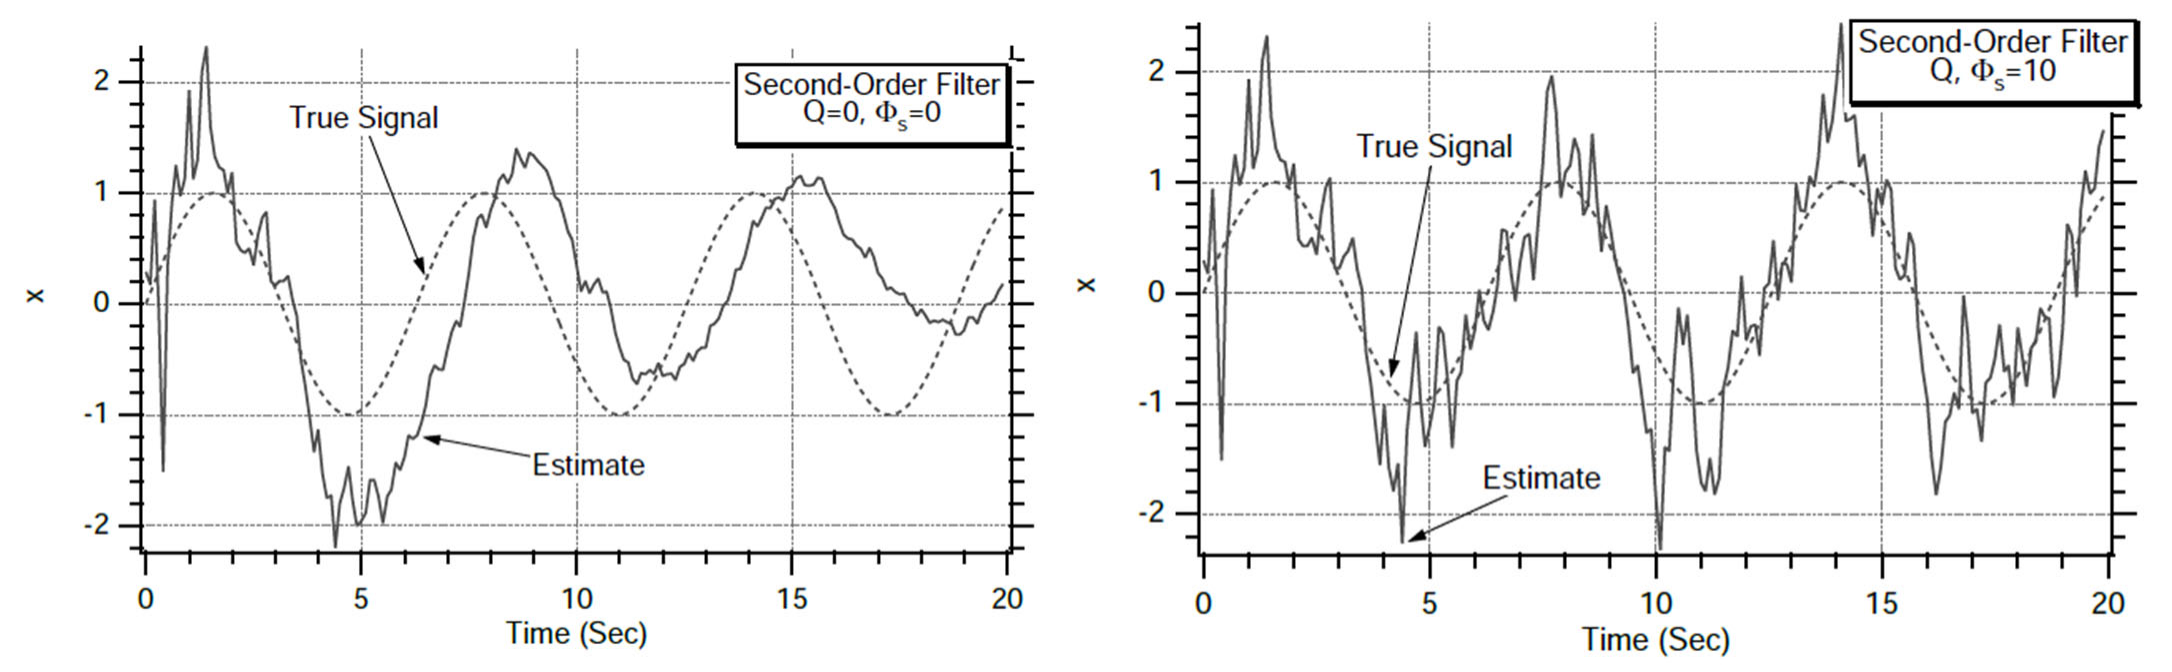 Second-Order Filter
Q=0, Φs=0
True Signal
Estimate
2
1
0
-1
-2
x
0 5 10 15 20
Time (Sec)
Second-Order Filter
Q, Φs=10
True Signal
Estimate
2
1
0
-1
-2
x
0 5 10 15 20
Time (Sec)